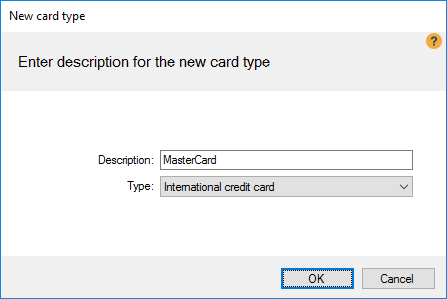 New card type
?
Enter description for the new card type
Description: MasterCard
Type: International credit card
OK Cancel